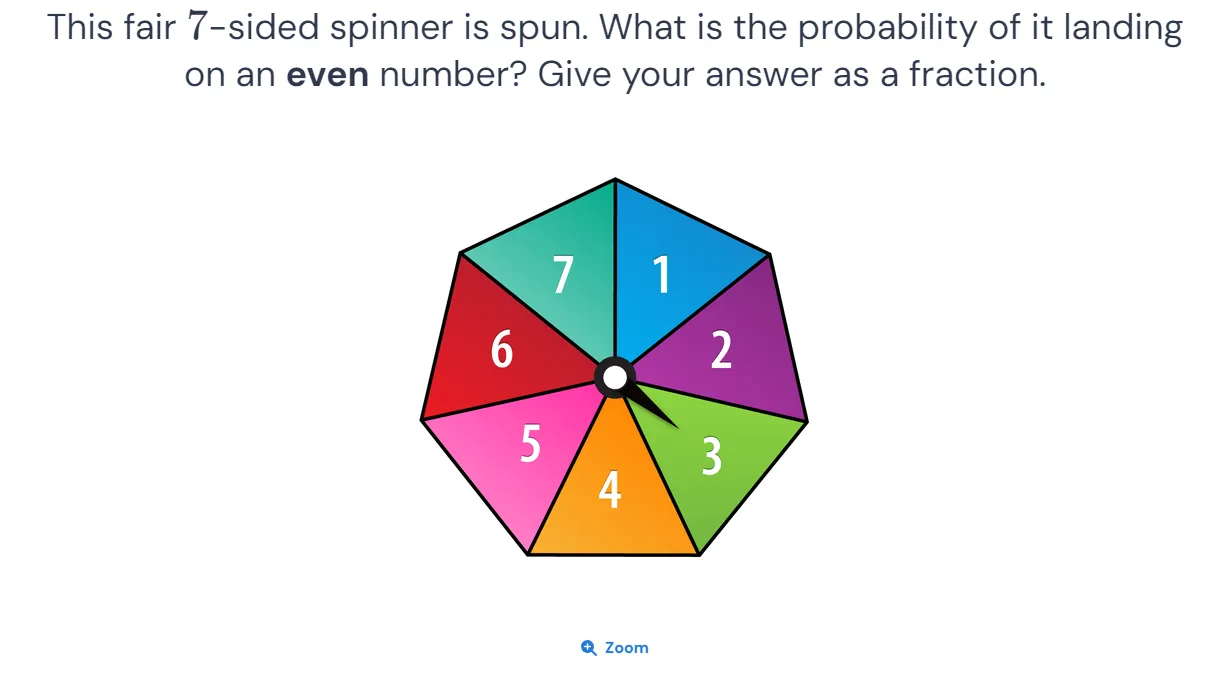 This fair 7-sided spinner is spun. What is the probability of it landing
on an even number? Give your answer as a fraction.
7 1
6 2
5 3
4
Zoom